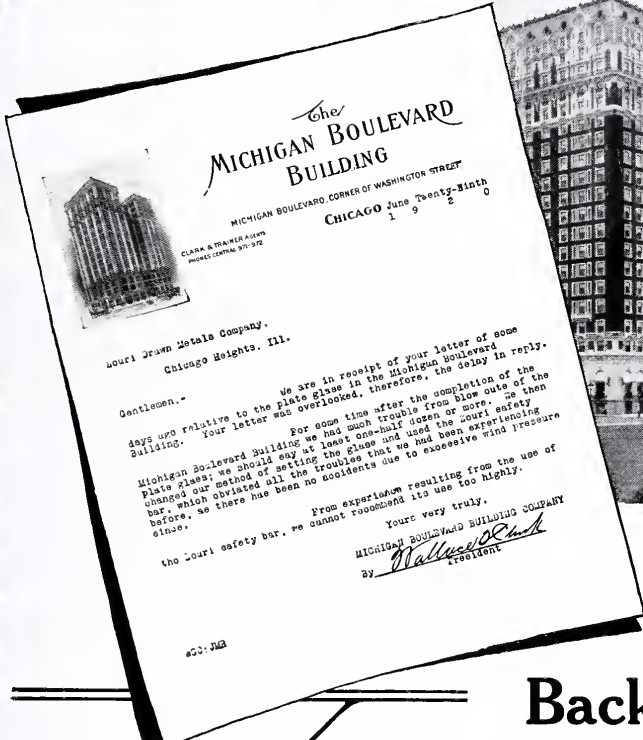 The
MICHIGAN BOULEVARD
BUILDING
MICHIGAN BOULEVARD, CORNER OF WASHINGTON STREET
CLARK & TRAINER AGENTS
PHONES CENTRAL 971-972
CHICAGO June Twenty-Ninth
1 9 2 0
Zouri Drawn Metals Company,
Chicago Heights, Ill.
Gentlemen,-
We are in receipt of your letter of some
days ago relative to the plate glass in the Michigan Boulevard
Building. Your letter was overlooked, therefore, the delay in reply.
For some time after the completion of the
Michigan Boulevard Building we had much trouble from blow outs of the
plate glass; we should say at least one-half dozen or more. We then
changed our method of setting the glass and used the Zouri safety
bar, which obviated all the troubles that we had been experiencing
before, as there has been no accidents due to excessive wind pressure
since.
From experience resulting from the use of
the Zouri safety bar, we cannot recommend its use too highly.
Yours very truly,
MICHIGAN BOULEVARD BUILDING COMPANY
By Wallace
President
Back